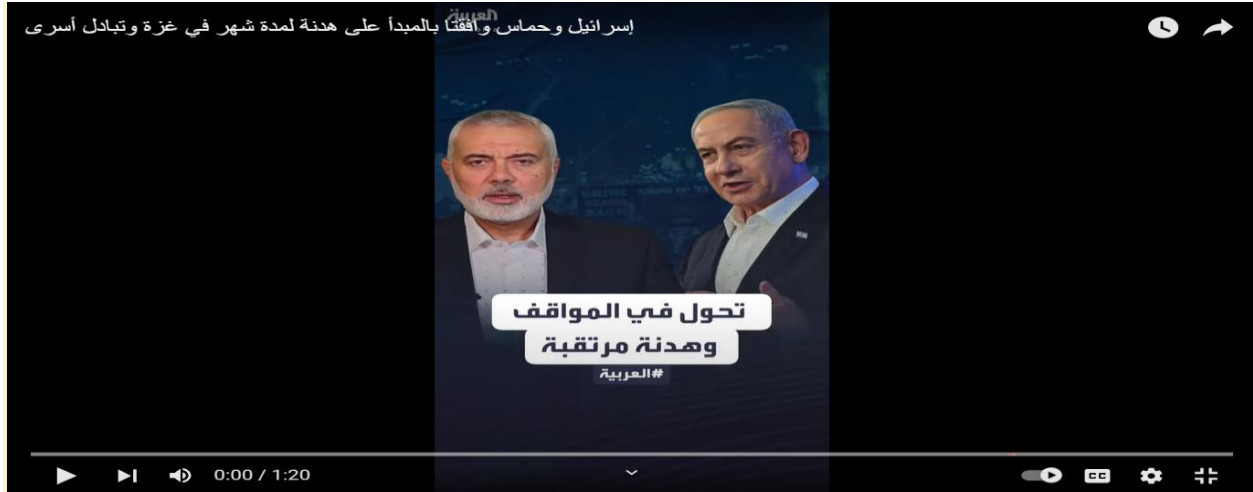 إسرائيل وحماس وافقتا بالمبدأ على هدنة لمدة شهر في غزة وتبادل أسرى
العربية
تحول في المواقف
وهدنة مرتقبة
#العربية
0:00 / 1:20
CC